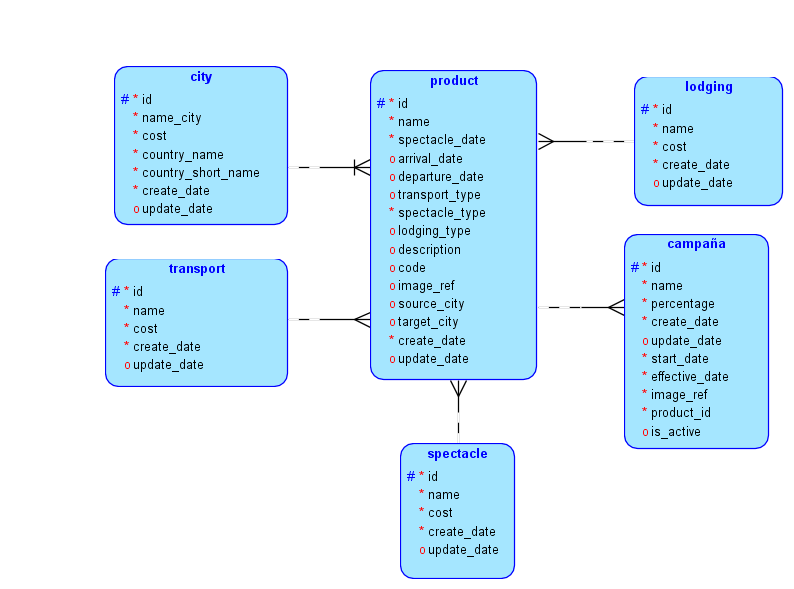 city
# * id
* name_city
* cost
* country_name
* country_short_name
* create_date
o update_date
product
# * id
* name
* spectacle_date
o arrival_date
o departure_date
o transport_type
* spectacle_type
o lodging_type
o description
o code
o image_ref
o source_city
o target_city
* create_date
o update_date
lodging
# * id
* name
* cost
* create_date
o update_date
transport
# * id
* name
* cost
* create_date
o update_date
campaña
# * id
* name
* percentage
* create_date
o update_date
* start_date
* effective_date
* image_ref
* product_id
o is_active
spectacle
# * id
* name
* cost
* create_date
o update_date